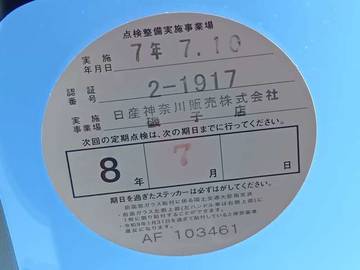 点検整備実施事業場
実施年月日 7年 7.10
認証番号 2-1917
実施事業場 日産神奈川販売株式会社
磯子店
次回の定期点検は、次の期日までに行ってください。
8年 7月 日
期日を過ぎたステッカーは必ずはがしてください。
AF 103461